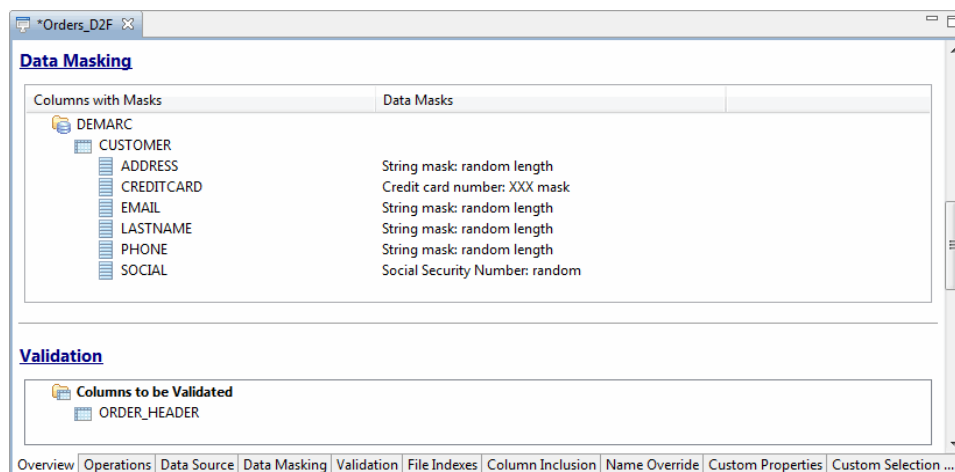 *Orders_D2F
Data Masking
Columns with Masks Data Masks
DEMARC
CUSTOMER
ADDRESS String mask: random length
CREDITCARD Credit card number: XXX mask
EMAIL String mask: random length
LASTNAME String mask: random length
PHONE String mask: random length
SOCIAL Social Security Number: random
Validation
Columns to be Validated
ORDER_HEADER
Overview Operations Data Source Data Masking Validation File Indexes Column Inclusion Name Override Custom Properties Custom Selection ...